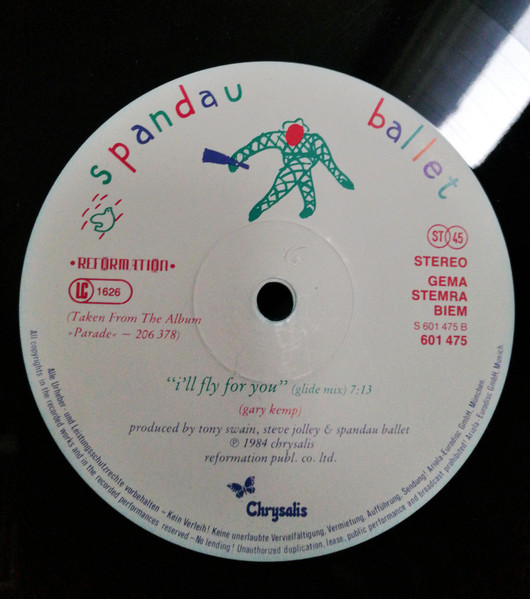 spandau ballet
• REFORMATION •
LC 1626
(Taken From The Album
»Parade« – 206 378)
ST 45
STEREO
GEMA
STEMRA
BIEM
S 601 475 B
601 475
“i'll fly for you” (glide mix) 7:13
(gary kemp)
produced by tony swain, steve jolley & spandau ballet
℗ 1984 chrysalis
reformation publ. co. ltd.
Chrysalis
Alle Urheber- und Leistungsschutzrechte vorbehalten – Kein Verleih! Keine unerlaubte Vervielfältigung, Vermietung, Aufführung, Sendung! Ariola-Eurodisc GmbH, München.
All copyrights in the recorded works and in the recorded performances reserved – No lending! Unauthorized duplication, lease, public performance and broadcast prohibited! Ariola-Eurodisc GmbH, Munich.